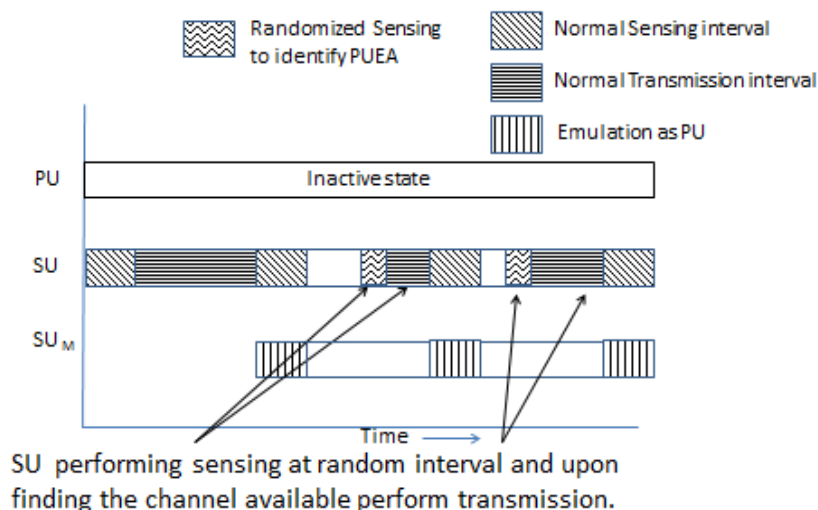 Randomized Sensing
to identify PUEA
Normal Sensing interval
Normal Transmission interval
Emulation as PU
PU
Inactive state
SU
SU M
Time
SU performing sensing at random interval and upon
finding the channel available perform transmission.